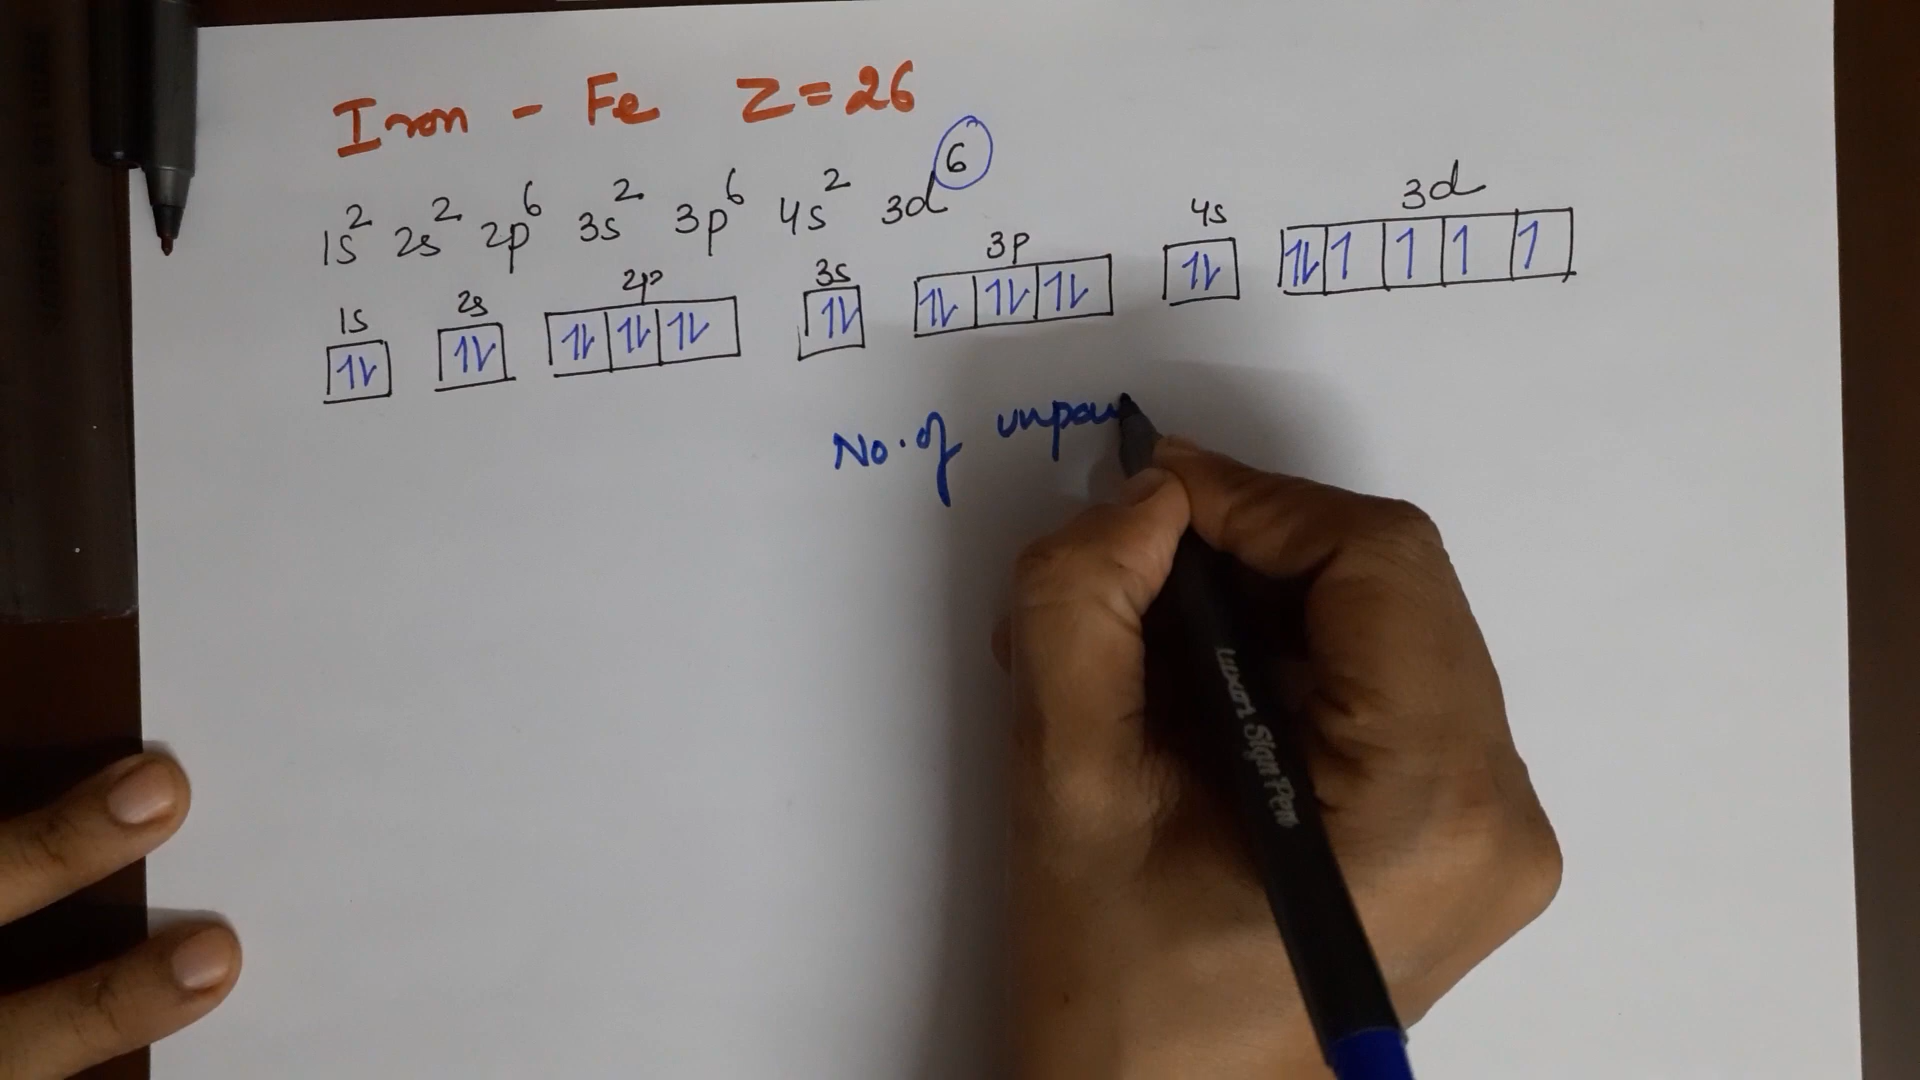 Iron - Fe Z=26
1s² 2s² 2p⁶ 3s² 3p⁶ 4s² 3d⁶
1s 2s 2p 3s 3p 4s 3d
↿⇂ ↿⇂ ↿⇂ ↿⇂ ↿⇂ ↿⇂ ↿⇂ ↿⇂ ↿⇂ ↿⇂ ↿⇂ ↿ ↿ ↿ ↿
No. of unpai
Luxor Sign Pen